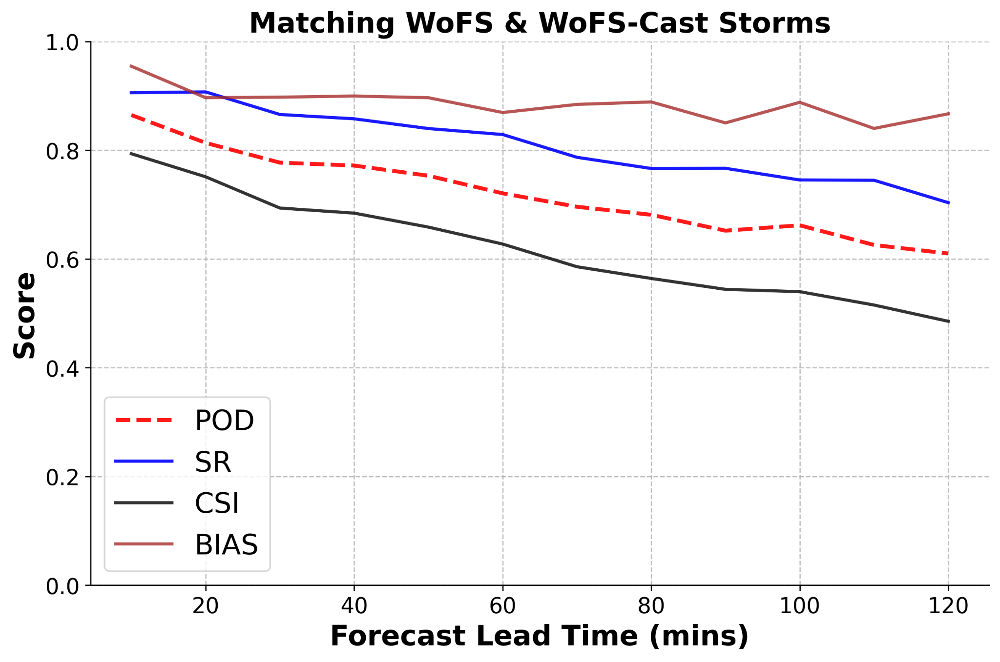 Matching WoFS & WoFS-Cast Storms
1.0
0.8
0.6
0.4
0.2
0.0
Score
POD
SR
CSI
BIAS
20 40 60 80 100 120
Forecast Lead Time (mins)